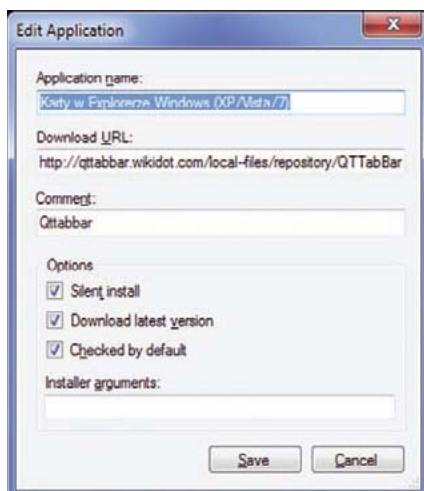 Edit Application
Application name:
Karty w Explorerze Windows (XP/Vista/7)
Download URL:
http://qttabbar.wikidot.com/local-files/repository/QTTabBar
Comment:
Qttabbar
Options
Silent install
Download latest version
Checked by default
Installer arguments:
Save
Cancel